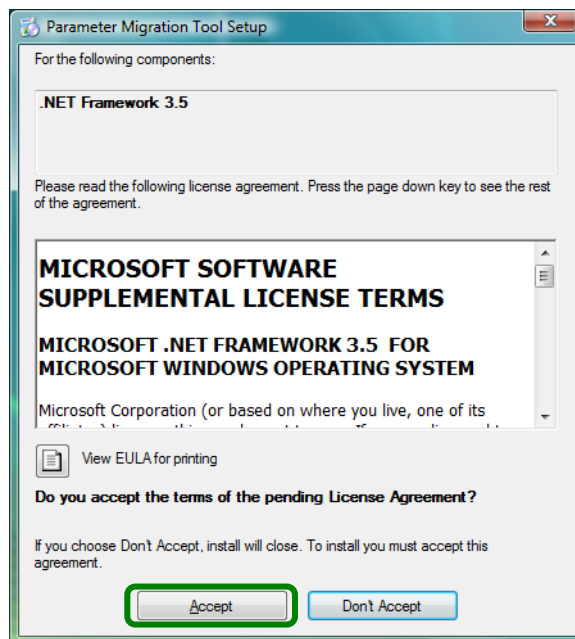 Parameter Migration Tool Setup
For the following components:
.NET Framework 3.5
Please read the following license agreement. Press the page down key to see the rest
of the agreement.
MICROSOFT SOFTWARE
SUPPLEMENTAL LICENSE TERMS
MICROSOFT .NET FRAMEWORK 3.5 FOR
MICROSOFT WINDOWS OPERATING SYSTEM
Microsoft Corporation (or based on where you live, one of its
View EULA for printing
Do you accept the terms of the pending License Agreement?
If you choose Don't Accept, install will close. To install you must accept this
agreement.
Accept
Don't Accept